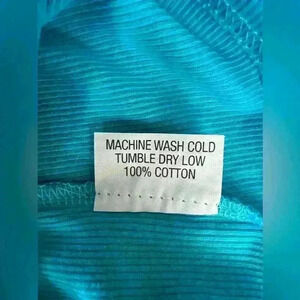 MACHINE WASH COLD
TUMBLE DRY LOW
100% COTTON